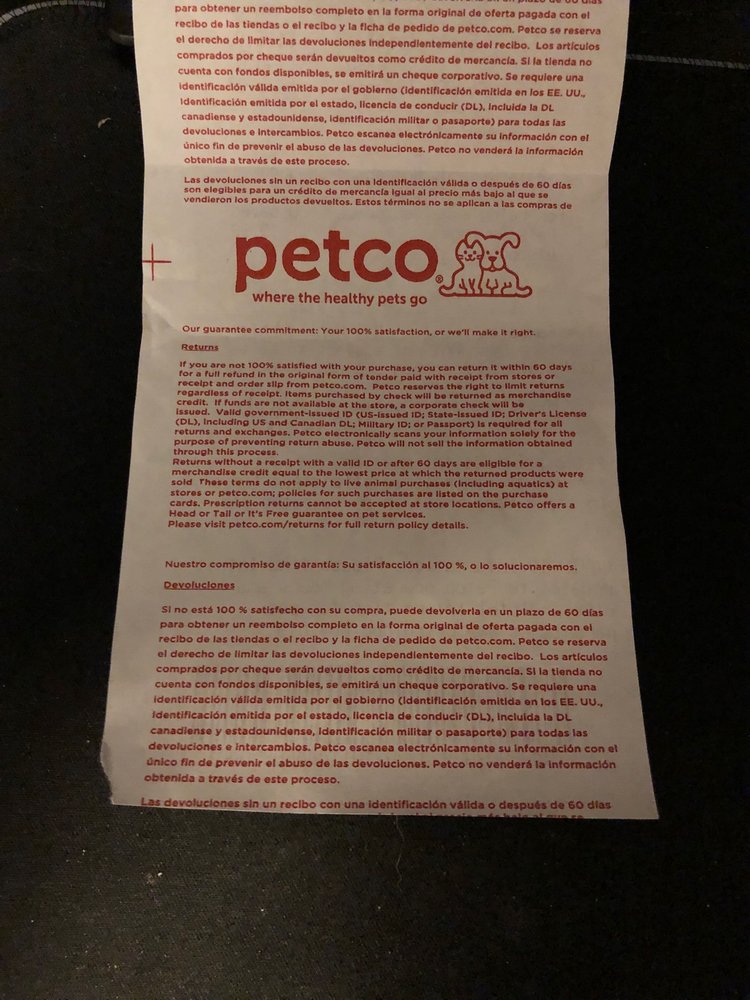 para obtener un reembolso completo en la forma original de oferta pagada con el
recibo de las tiendas o el recibo y la ficha de pedido de petco.com. Petco se reserva
el derecho de limitar las devoluciones independientemente del recibo. Los artículos
comprados por cheque serán devueltos como crédito de mercancía. Si la tienda no
cuenta con fondos disponibles, se emitirá un cheque corporativo. Se requiere una
identificación válida emitida por el gobierno (identificación emitida en los EE. UU.,
identificación emitida por el estado, licencia de conducir (DL), incluida la DL
canadiense y estadounidense, identificación militar o pasaporte) para todas las
devoluciones e intercambios. Petco escanea electrónicamente su información con el
único fin de prevenir el abuso de las devoluciones. Petco no venderá la información
obtenida a través de este proceso.
Las devoluciones sin un recibo con una identificación válida o después de 60 días
son elegibles para un crédito de mercancía igual al precio más bajo al que se
vendieron los productos devueltos. Estos términos no se aplican a las compras de
petco®
where the healthy pets go
Our guarantee commitment: Your 100% satisfaction, or we'll make it right.
Returns
If you are not 100% satisfied with your purchase, you can return it within 60 days
for a full refund in the original form of tender paid with receipt from stores or
receipt and order slip from petco.com. Petco reserves the right to limit returns
regardless of receipt. Items purchased by check will be returned as merchandise
credit. If funds are not available at the store, a corporate check will be
issued. Valid government-issued ID (US-issued ID; State-issued ID; Driver's License
(DL), including US and Canadian DL; Military ID; or Passport) is required for all
returns and exchanges. Petco electronically scans your information solely for the
purpose of preventing return abuse. Petco will not sell the information obtained
through this process.
Returns without a receipt with a valid ID or after 60 days are eligible for a
merchandise credit equal to the lowest price at which the returned products were
sold These terms do not apply to live animal purchases (including aquatics) at
stores or petco.com; policies for such purchases are listed on the purchase
cards. Prescription returns cannot be accepted at store locations. Petco offers a
Head or Tail or It's Free guarantee on pet services.
Please visit petco.com/returns for full return policy details.
Nuestro compromiso de garantía: Su satisfacción al 100 %, o lo solucionaremos.
Devoluciones
Si no está 100 % satisfecho con su compra, puede devolverla en un plazo de 60 días
para obtener un reembolso completo en la forma original de oferta pagada con el
recibo de las tiendas o el recibo y la ficha de pedido de petco.com. Petco se reserva
el derecho de limitar las devoluciones independientemente del recibo. Los artículos
comprados por cheque serán devueltos como crédito de mercancía. Si la tienda no
cuenta con fondos disponibles, se emitirá un cheque corporativo. Se requiere una
identificación válida emitida por el gobierno (identificación emitida en los EE. UU.,
identificación emitida por el estado, licencia de conducir (DL), incluida la DL
canadiense y estadounidense, identificación militar o pasaporte) para todas las
devoluciones e intercambios. Petco escanea electrónicamente su información con el
único fin de prevenir el abuso de las devoluciones. Petco no venderá la información
obtenida a través de este proceso.
Las devoluciones sin un recibo con una identificación válida o después de 60 días